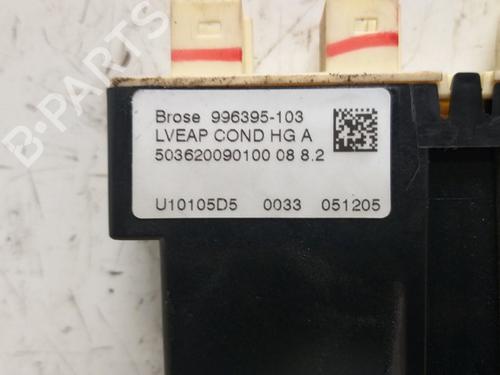 Brose 996395-103
LVEAP COND HG A
503620090100 08 8.2
U10105D5 0033 051205
B-PARTS